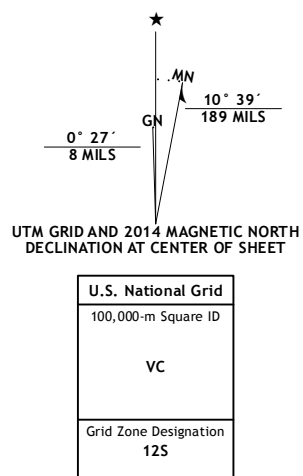 MN
GN
10° 39´
189 MILS
0° 27´
8 MILS
UTM GRID AND 2014 MAGNETIC NORTH
DECLINATION AT CENTER OF SHEET
U.S. National Grid
100,000-m Square ID
VC
Grid Zone Designation
12S